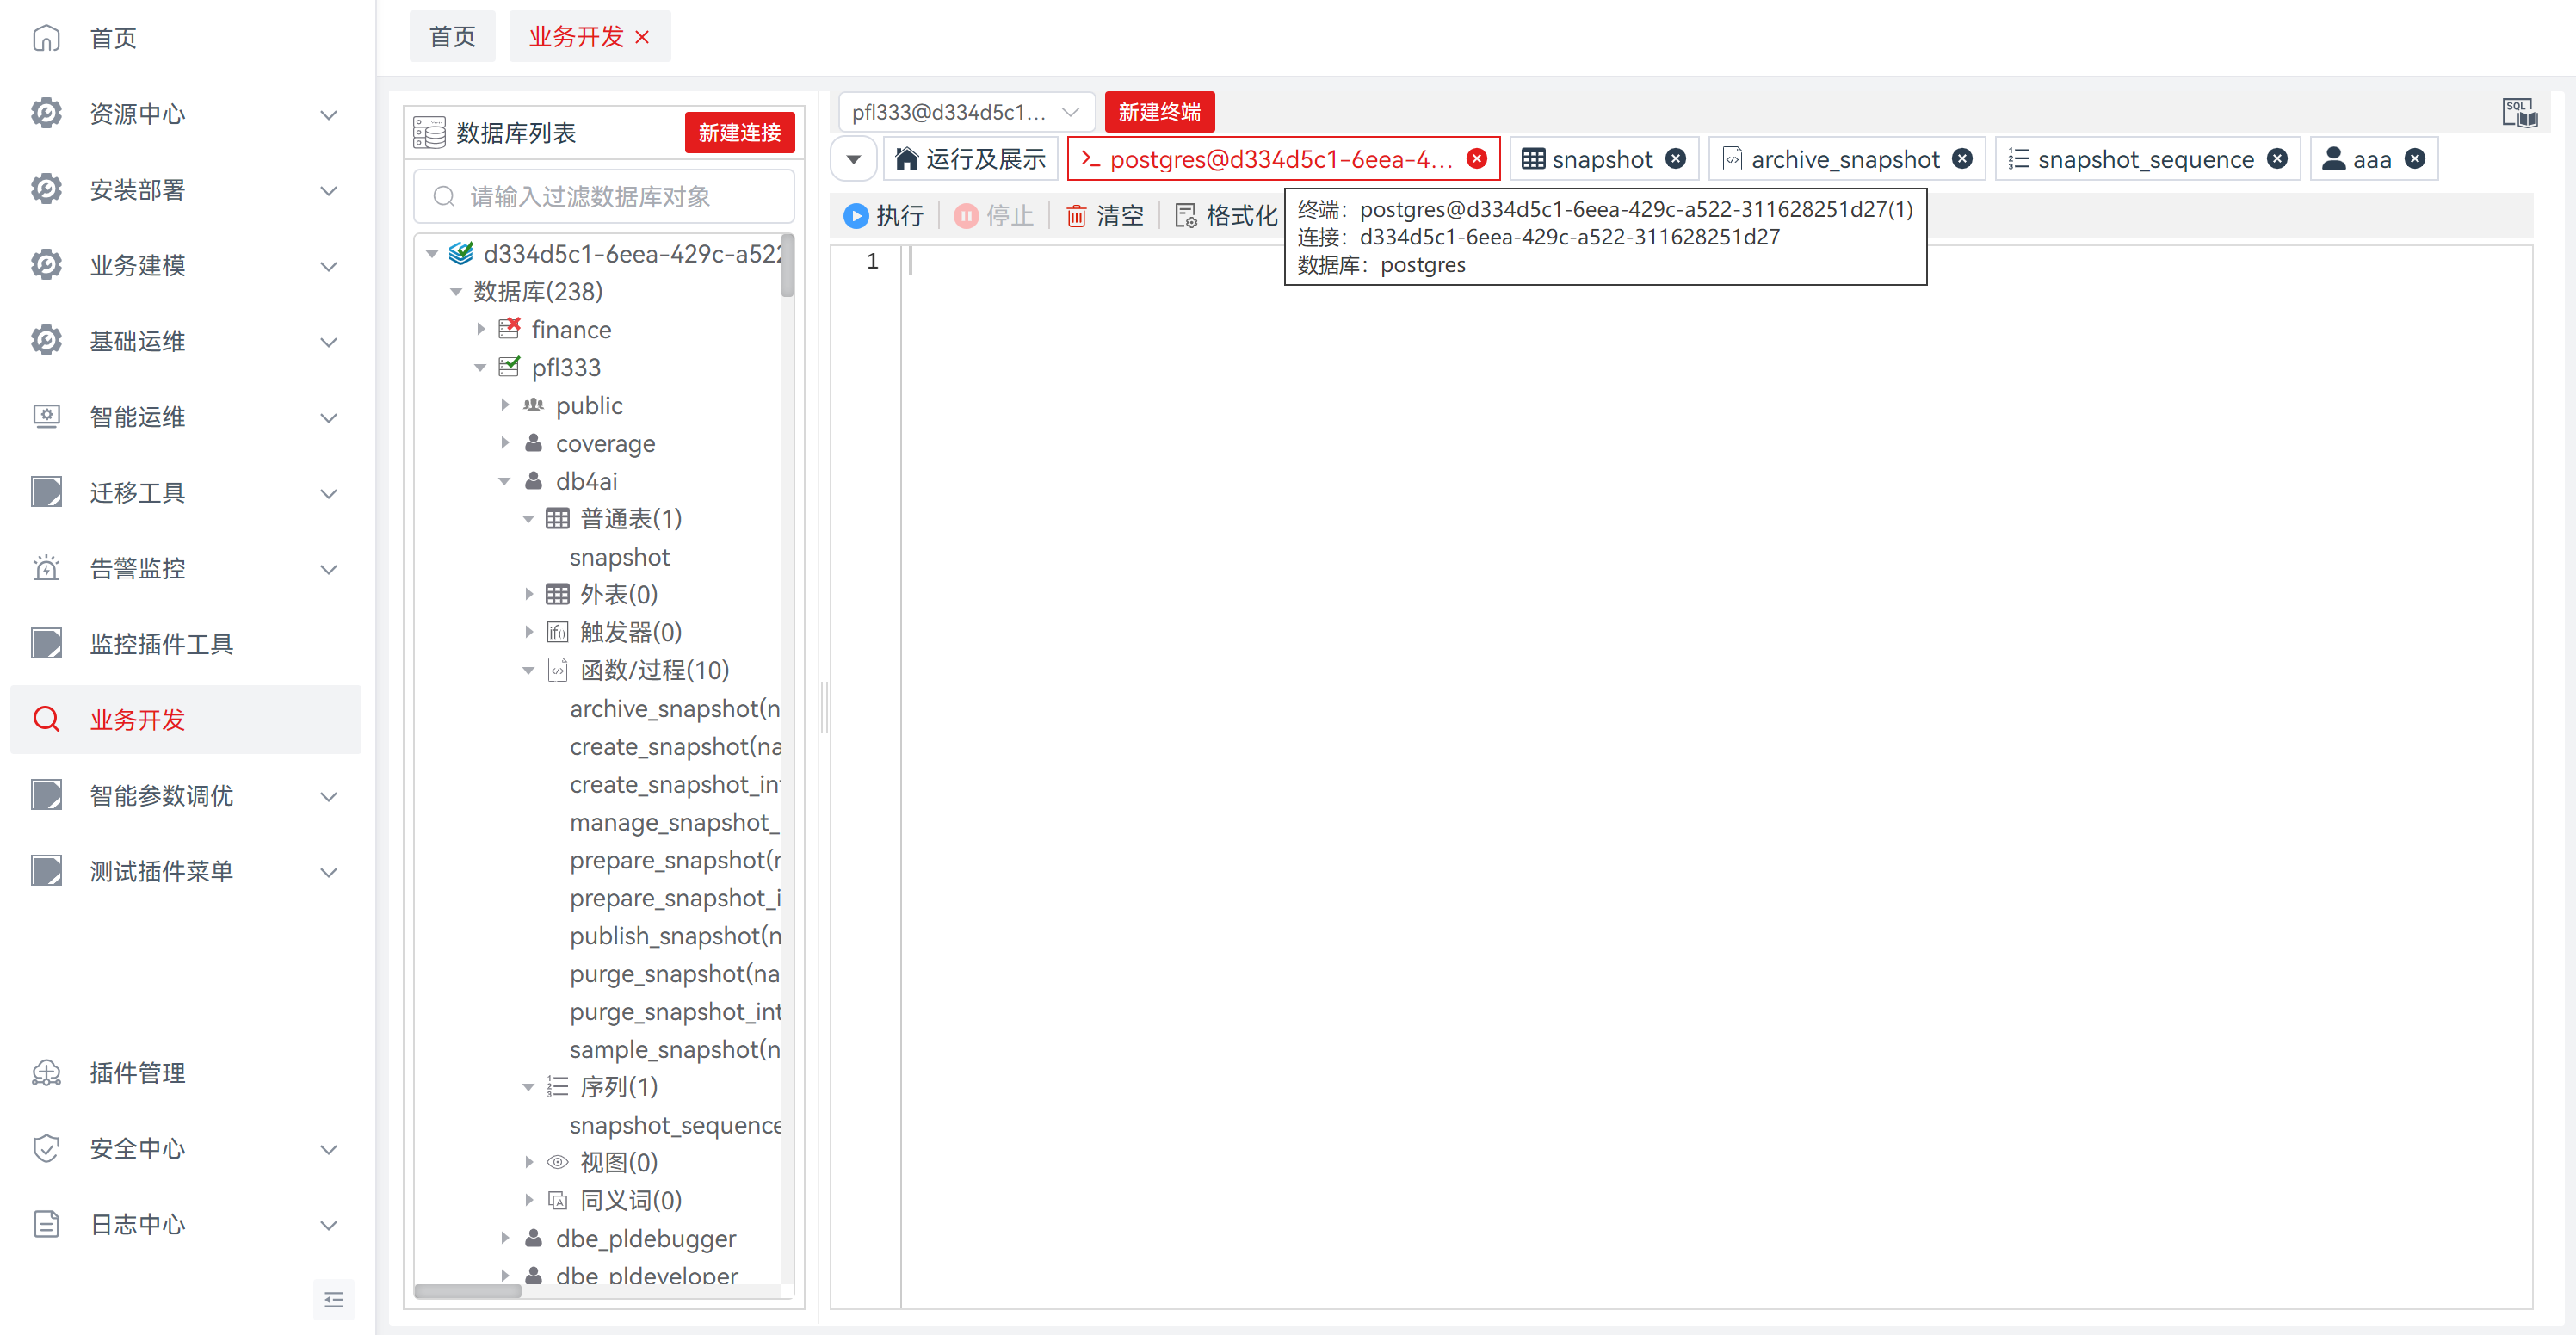 首页
资源中心
安装部署
业务建模
基础运维
智能运维
迁移工具
告警监控
监控插件工具
业务开发
智能参数调优
测试插件菜单
插件管理
安全中心
日志中心
首页
业务开发
数据库列表
新建连接
请输入过滤数据库对象
d334d5c1-6eea-429c-a522
数据库(238)
finance
pfl333
public
coverage
db4ai
普通表(1)
snapshot
外表(0)
触发器(0)
函数/过程(10)
archive_snapshot(n
create_snapshot(na
create_snapshot_int
manage_snapshot_
prepare_snapshot(n
prepare_snapshot_i
publish_snapshot(n
purge_snapshot(na
purge_snapshot_int
sample_snapshot(n
序列(1)
snapshot_sequence
视图(0)
同义词(0)
dbe_pldebugger
dbe_pldeveloper
pfl333@d334d5c1...
新建终端
SQL
运行及展示
postgres@d334d5c1-6eea-4...
snapshot
archive_snapshot
snapshot_sequence
aaa
执行
停止
清空
格式化
终端：postgres@d334d5c1-6eea-429c-a522-311628251d27(1)
连接：d334d5c1-6eea-429c-a522-311628251d27
数据库：postgres
1